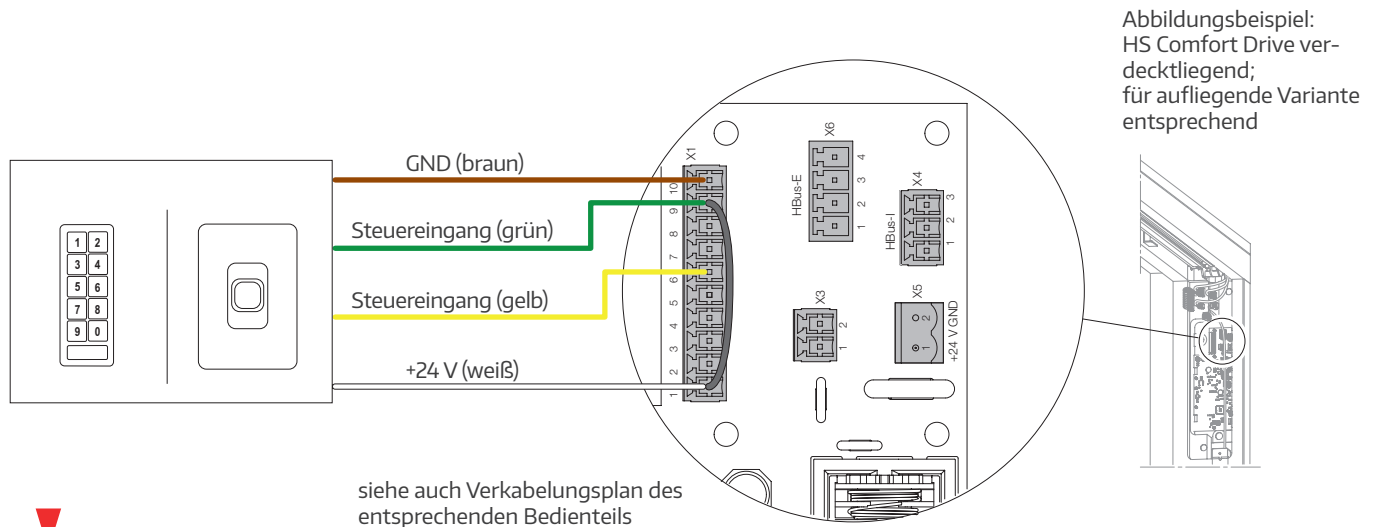 Abbildungsbeispiel:
HS Comfort Drive ver-
decktliegend;
für aufliegende Variante
entsprechend
GND (braun)
Steuereingang (grün)
Steuereingang (gelb)
+24 V (weiß)
1 2
3 4
5 6
7 8
9 0
X1
10
9
8
7
6
5
4
3
2
1
X6
HBus-E
4
3
2
1
X4
HBus-I
3
2
1
X3
2
1
X5
2
1
+24 V GND
siehe auch Verkabelungsplan des
entsprechenden Bedienteils